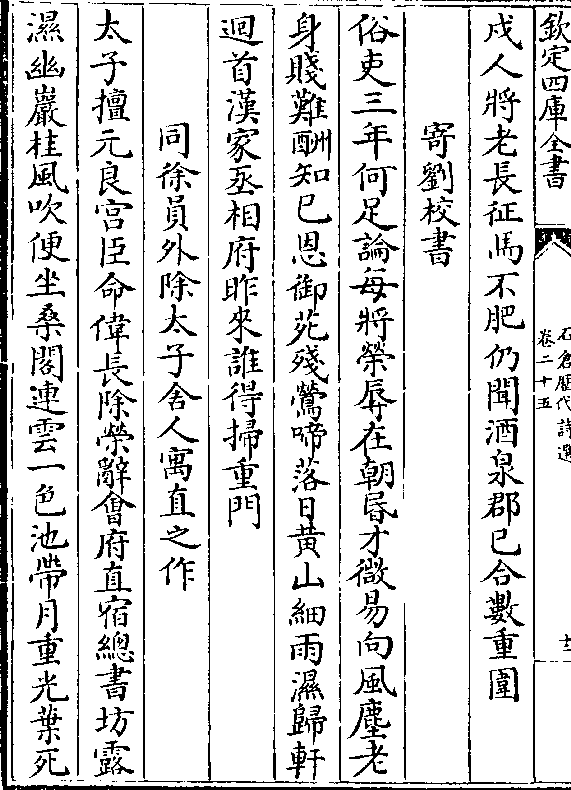 欽定四庫全書
石倉歷代詩選
卷二十五
十二
戍人將老長征馬不肥仍聞酒泉郡已合數重圍
寄劉校書
俗吏三年何足論每將榮辱在朝昏才微易向風塵老
身賤難酬知已恩御苑殘鶯啼落日黄山細雨濕歸軒
廻首漢家丞相府昨來誰得掃重門
同徐員外除太子舍人寓直之作
太子擅元良宫臣命偉長除榮辭會府直宿總書坊露
濕幽巖桂風吹便坐桑閣連雲一色池帶月重光葉死